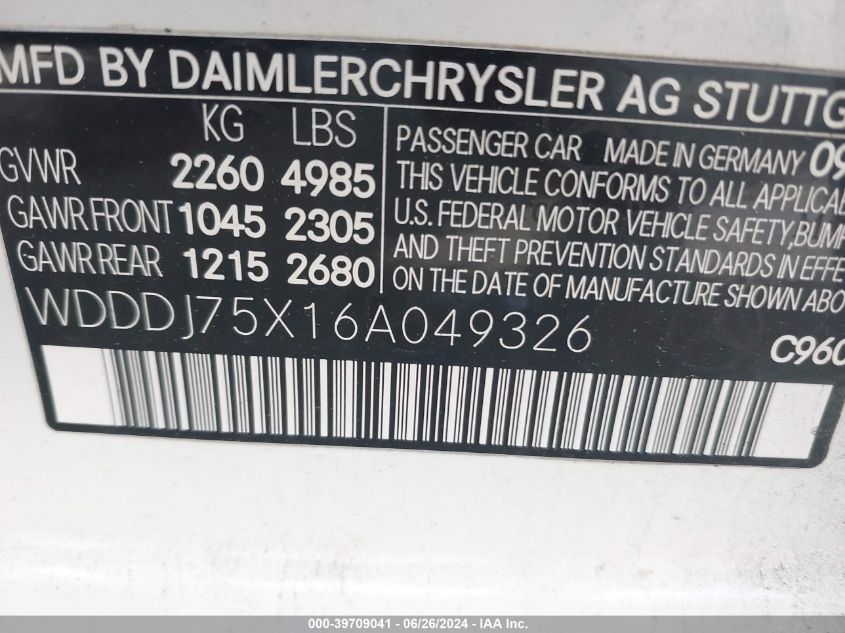 MFD BY DAIMLERCHRYSLER AG STUTTG
KG LBS
GVWR 2260 4985
GAWR FRONT 1045 2305
GAWR REAR 1215 2680
PASSENGER CAR MADE IN GERMANY 09
THIS VEHICLE CONFORMS TO ALL APPLICABL
U.S. FEDERAL MOTOR VEHICLE SAFETY, BUMP
AND THEFT PREVENTION STANDARDS IN EFFE
ON THE DATE OF MANUFACTURE SHOWN ABO
WDDDJ75X16A049326
C960
000-39709041 / 06/26/2024 - IAA Inc.